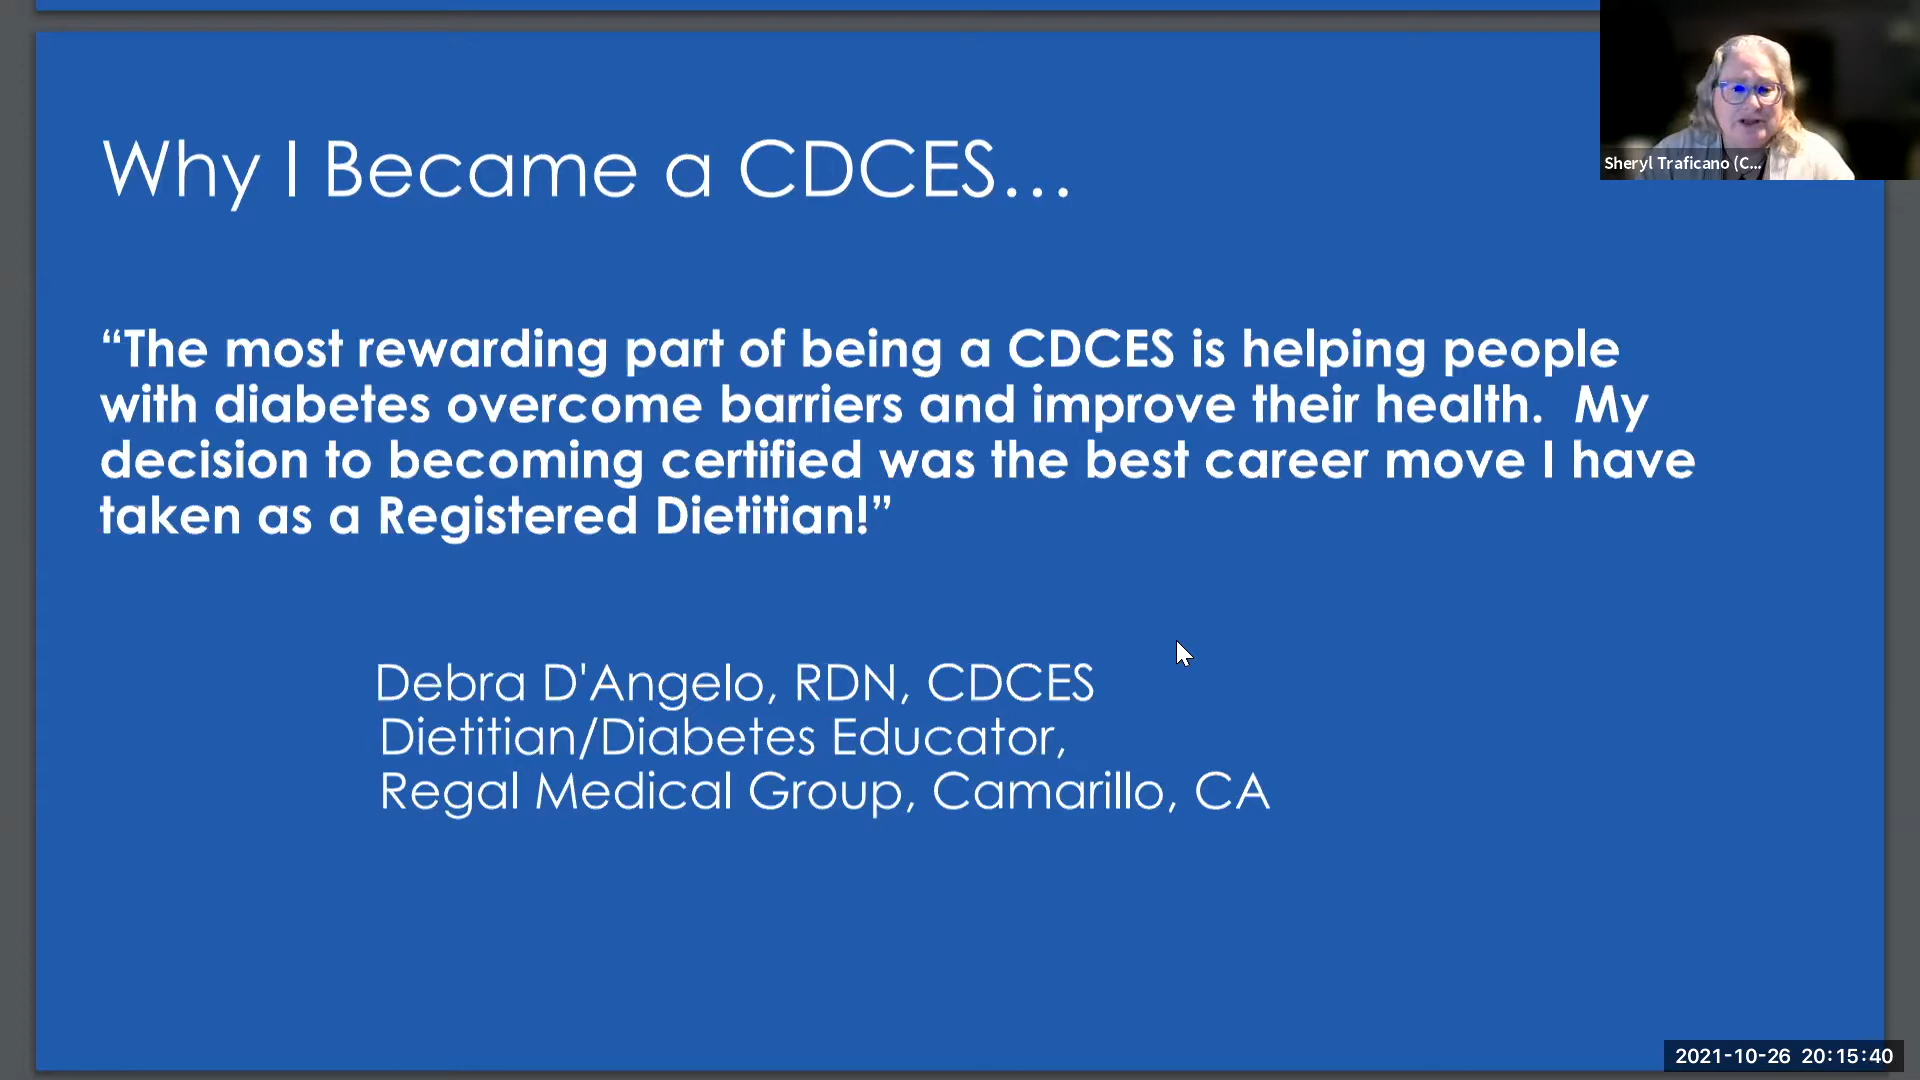 Why I Became a CDCES…
Sheryl Traficano (C...
“The most rewarding part of being a CDCES is helping people
with diabetes overcome barriers and improve their health.  My
decision to becoming certified was the best career move I have
taken as a Registered Dietitian!”
Debra D'Angelo, RDN, CDCES
Dietitian/Diabetes Educator,
Regal Medical Group, Camarillo, CA
2021-10-26 20:15:40